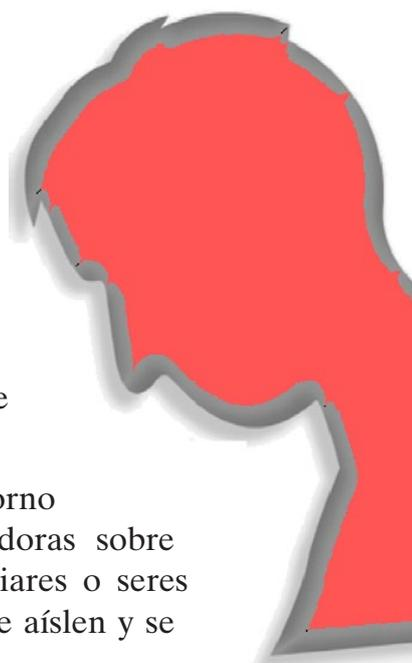 e
orno
doras sobre
iares o seres
e aíslen y se